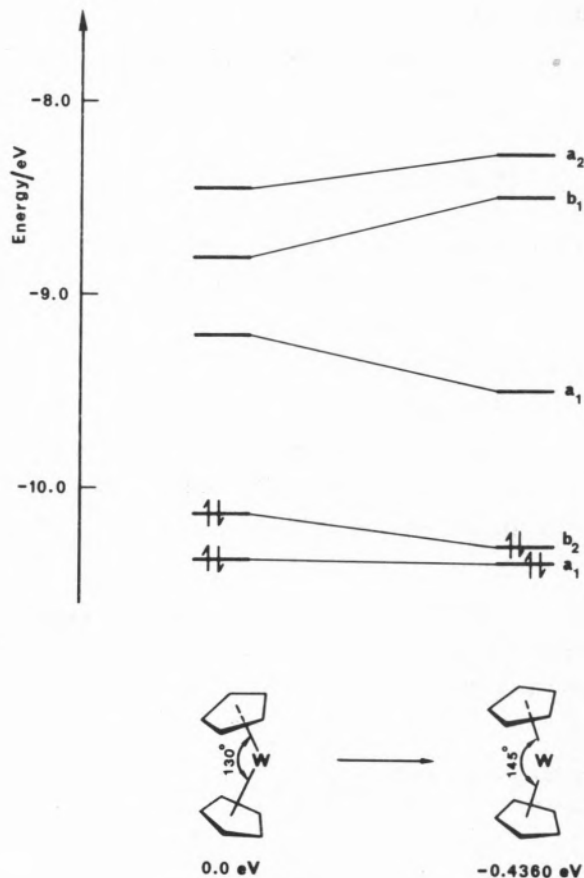 Energy/eV
-8.0
-9.0
-10.0
a2
b1
a1
b2
a1
130°
W
145°
W
0.0 eV
-0.4360 eV